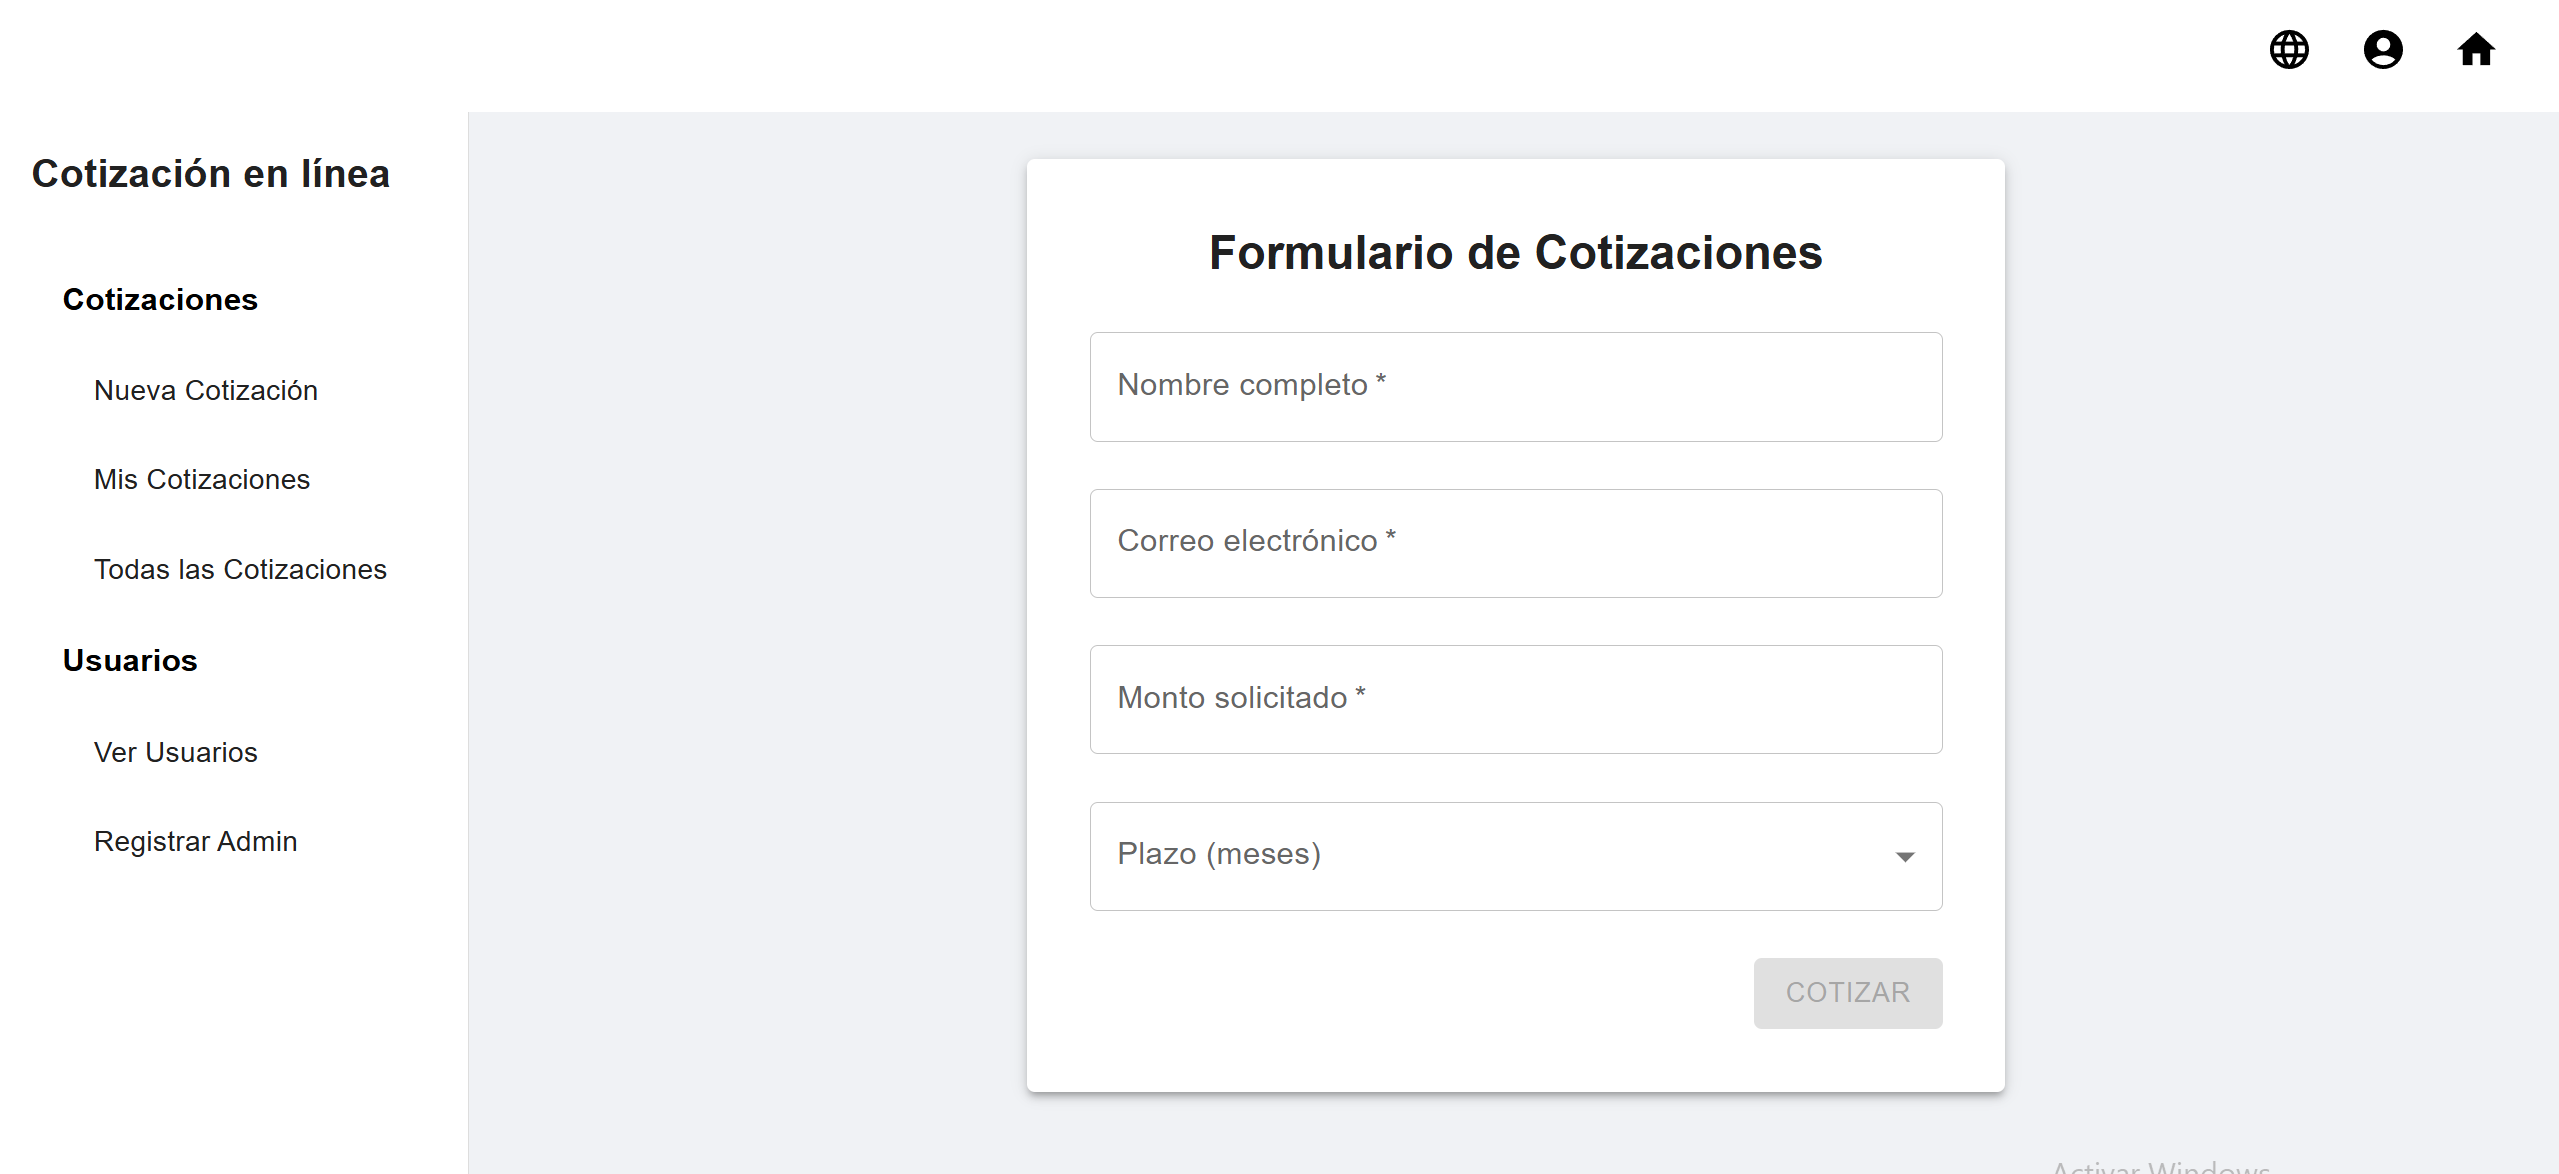 Cotización en línea
Cotizaciones
Nueva Cotización
Mis Cotizaciones
Todas las Cotizaciones
Usuarios
Ver Usuarios
Registrar Admin
Formulario de Cotizaciones
Nombre completo *
Correo electrónico *
Monto solicitado *
Plazo (meses)
COTIZAR
Activar Windows